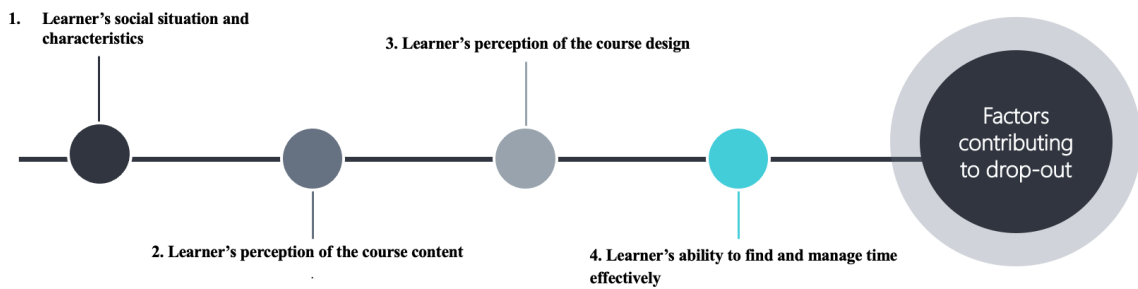 1. Learner’s social situation and
characteristics
3. Learner’s perception of the course design
2. Learner’s perception of the course content
4. Learner’s ability to find and manage time
effectively
Factors
contributing
to drop-out